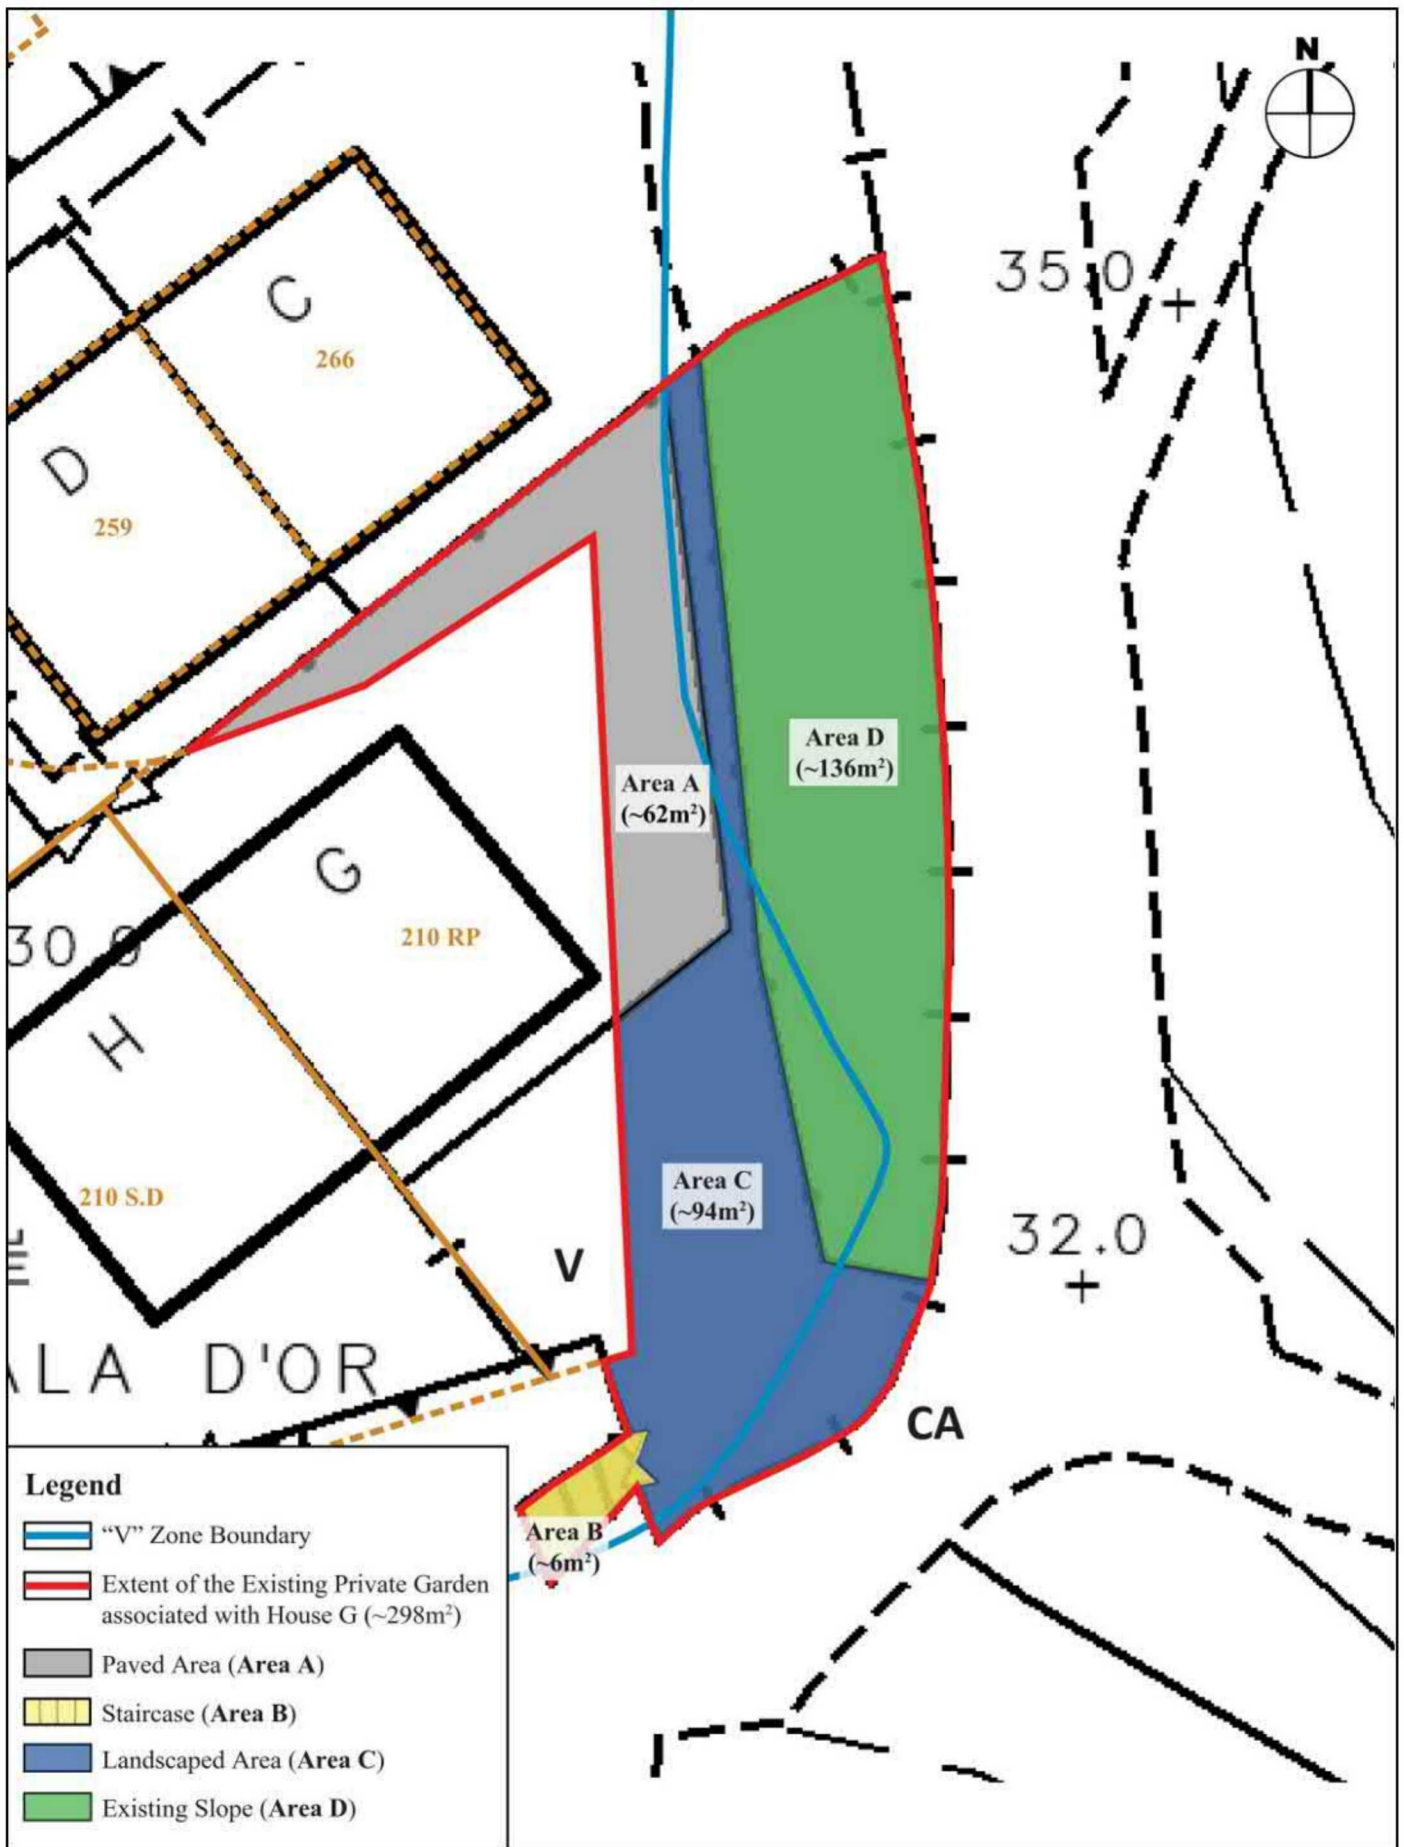 N
35.0
C
266
D
259
Area D
(~136m²)
Area A
(~62m²)
G
210 RP
30.0
H
Area C
(~94m²)
210 S.D
V
32.0
ALA D'OR
CA
Area B
(~6m²)
Legend
“V” Zone Boundary
Extent of the Existing Private Garden
associated with House G (~298m²)
Paved Area (Area A)
Staircase (Area B)
Landscaped Area (Area C)
Existing Slope (Area D)